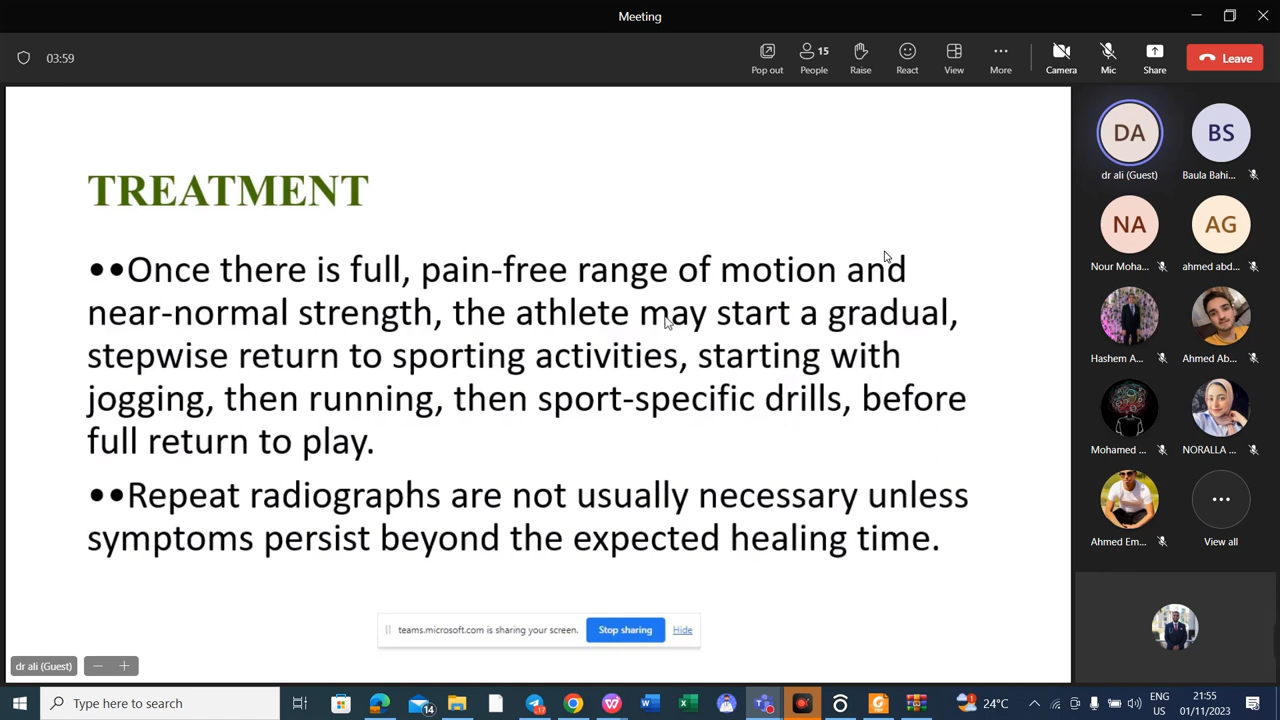 Meeting
03:59
Pop out
15
People
Raise
React
View
More
Camera
Mic
Share
Leave
TREATMENT
••Once there is full, pain-free range of motion and
near-normal strength, the athlete may start a gradual,
stepwise return to sporting activities, starting with
jogging, then running, then sport-specific drills, before
full return to play.
••Repeat radiographs are not usually necessary unless
symptoms persist beyond the expected healing time.
teams.microsoft.com is sharing your screen.
Stop sharing
Hide
dr ali (Guest)
DA
dr ali (Guest)
BS
Baula Bahi...
NA
Nour Moha...
AG
ahmed abd...
Hashem A...
Ahmed Ab...
Mohamed ...
NORALLA ...
Ahmed Em...
View all
Type here to search
24°C
ENG
US
21:55
01/11/2023